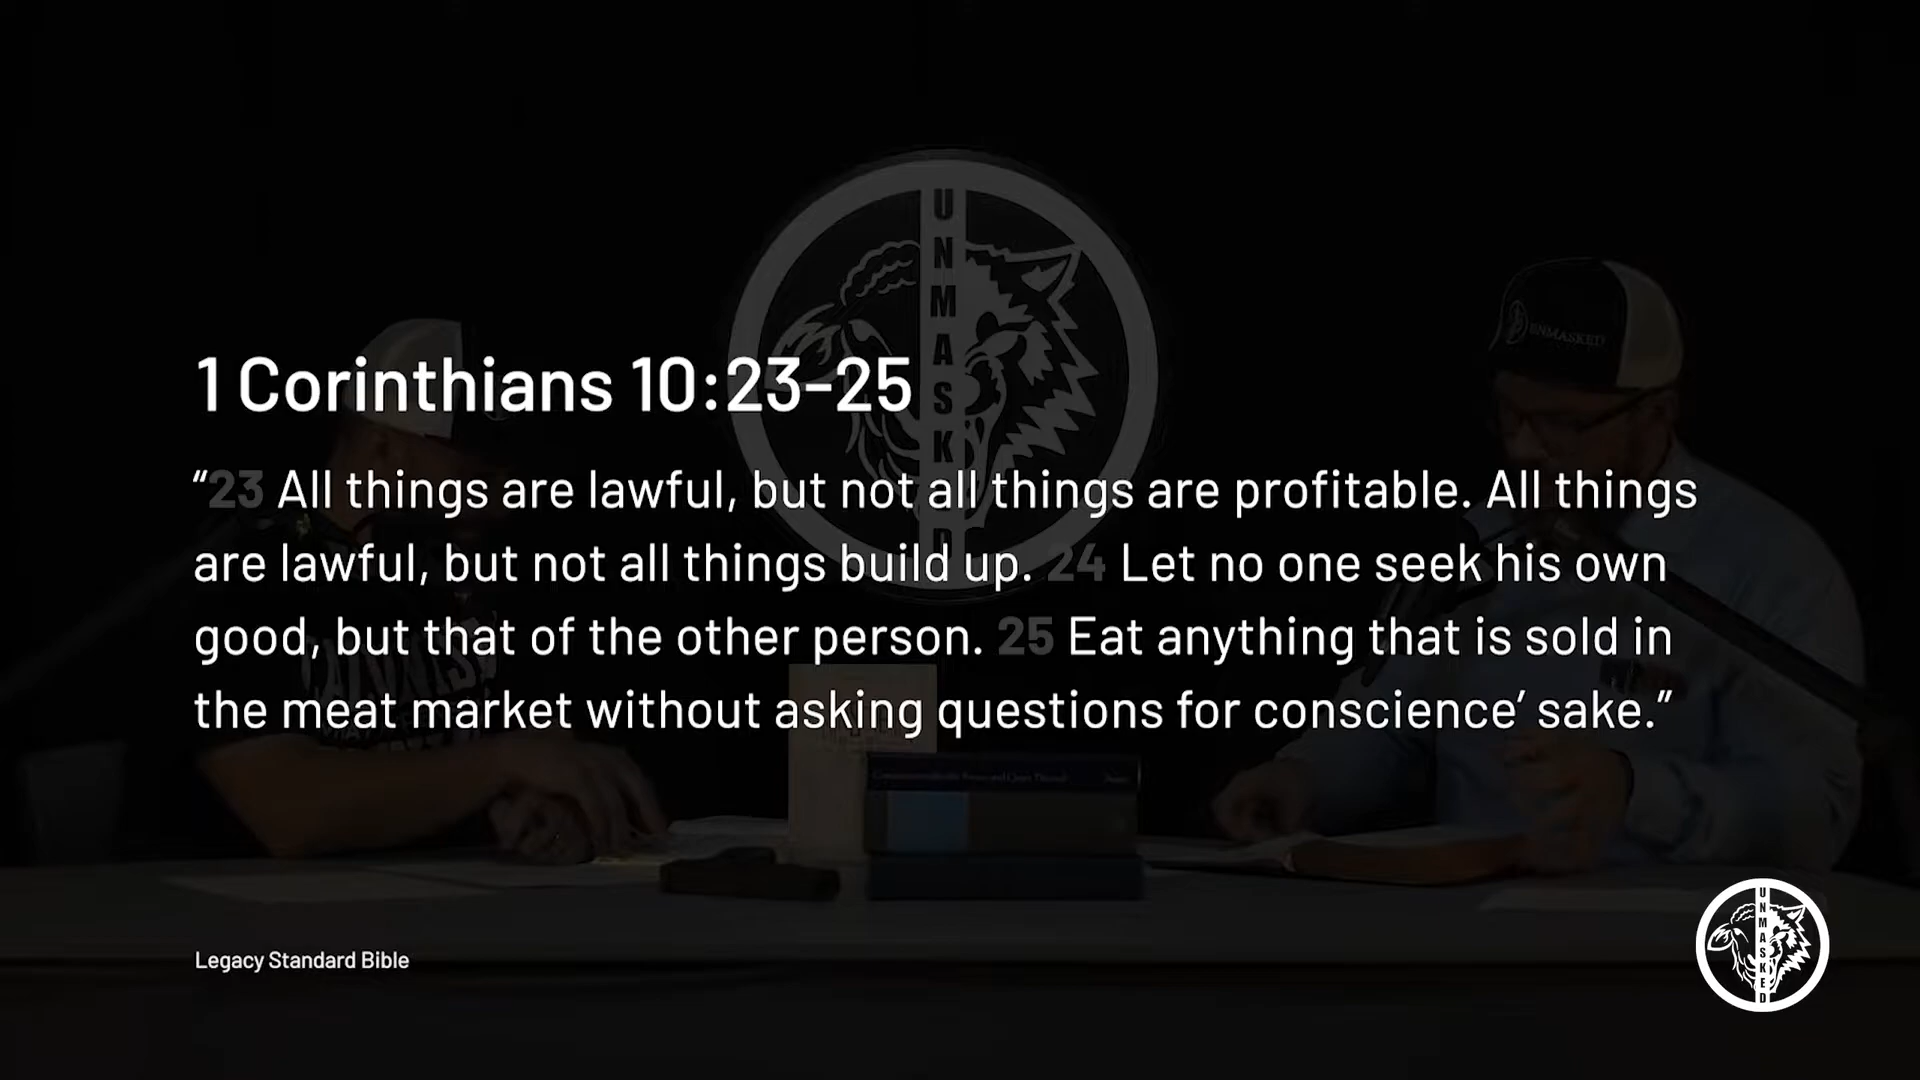 UNMASKED
UNMASKED
1 Corinthians 10:23-25
“23 All things are lawful, but not all things are profitable. All things
are lawful, but not all things build up. 24 Let no one seek his own
good, but that of the other person. 25 Eat anything that is sold in
the meat market without asking questions for conscience’ sake.”
Legacy Standard Bible
UNMASKED